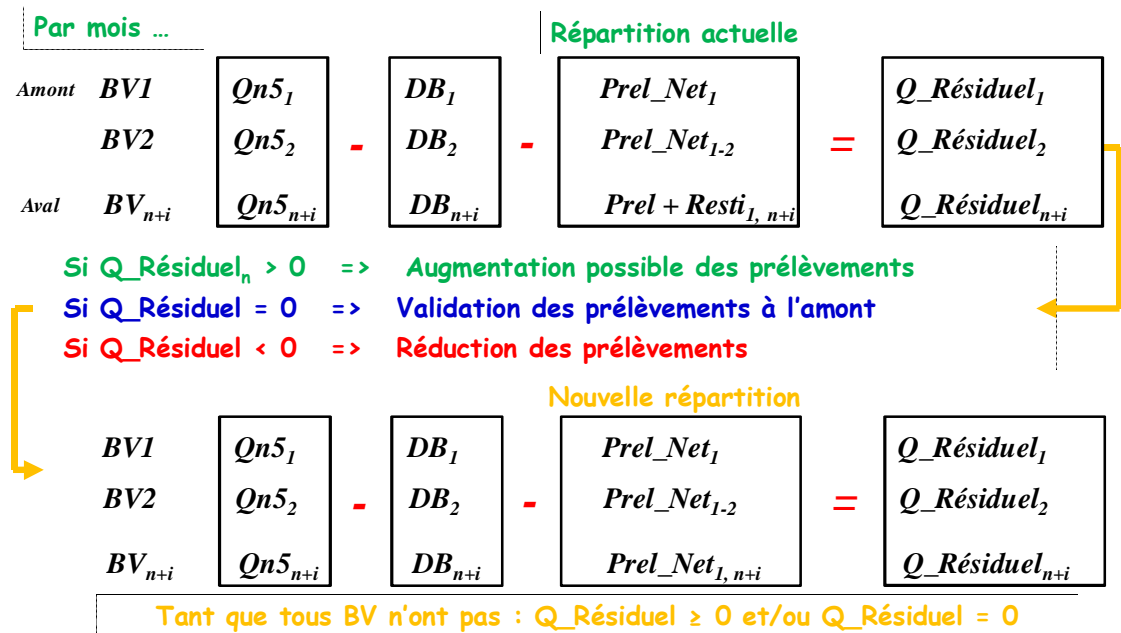 Par mois …
Répartition actuelle
Amont BV1 Qn5₁ DB₁ Prel_Net₁ Q_Résiduel₁
BV2 Qn5₂ - DB₂ - Prel_Net₁₋₂ = Q_Résiduel₂
Aval BVₙ₊ᵢ Qn5ₙ₊ᵢ DBₙ₊ᵢ Prel + Resti₁, ₙ₊ᵢ Q_Résiduelₙ₊ᵢ
Si Q_Résiduelₙ > 0 => Augmentation possible des prélèvements
Si Q_Résiduel = 0 => Validation des prélèvements à l’amont
Si Q_Résiduel < 0 => Réduction des prélèvements
Nouvelle répartition
BV1 Qn5₁ DB₁ Prel_Net₁ Q_Résiduel₁
BV2 Qn5₂ - DB₂ - Prel_Net₁₋₂ = Q_Résiduel₂
BVₙ₊ᵢ Qn5ₙ₊ᵢ DBₙ₊ᵢ Prel_Net₁, ₙ₊ᵢ Q_Résiduelₙ₊ᵢ
Tant que tous BV n’ont pas : Q_Résiduel ≥ 0 et/ou Q_Résiduel = 0